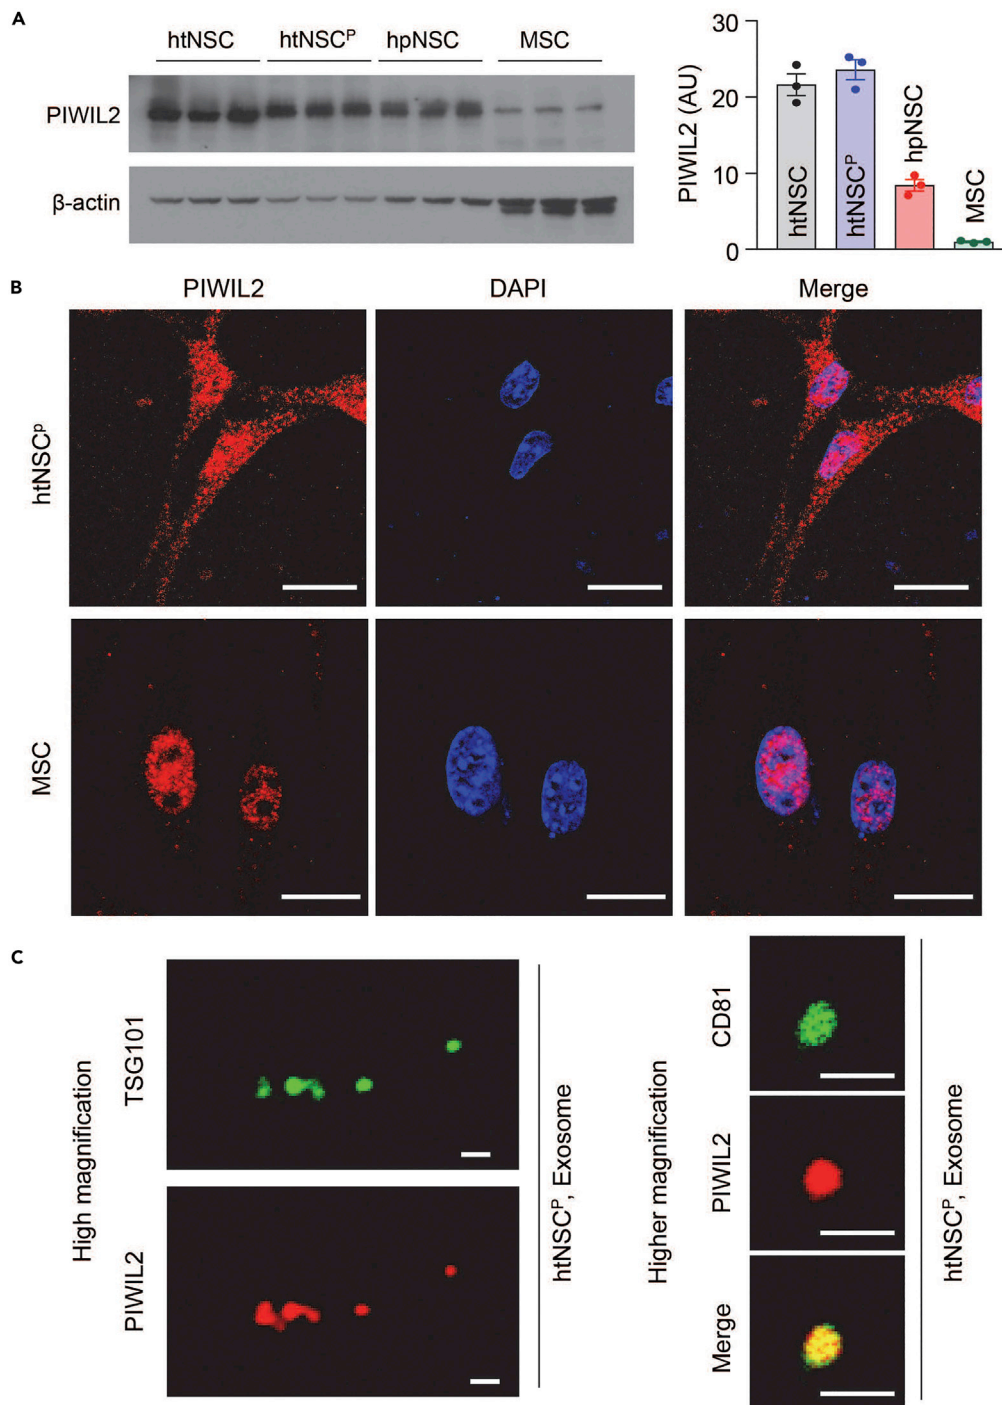 A
htNSC htNSCᴾ hpNSC MSC
PIWIL2
β-actin
PIWIL2 (AU)
30
20
10
0
htNSC
htNSCᴾ
hpNSC
MSC
B
PIWIL2 DAPI Merge
htNSCᵖ
MSC
C
High magnification
TSG101
PIWIL2
htNSCᴾ, Exosome
Higher magnification
CD81
PIWIL2
Merge
htNSCᴾ, Exosome